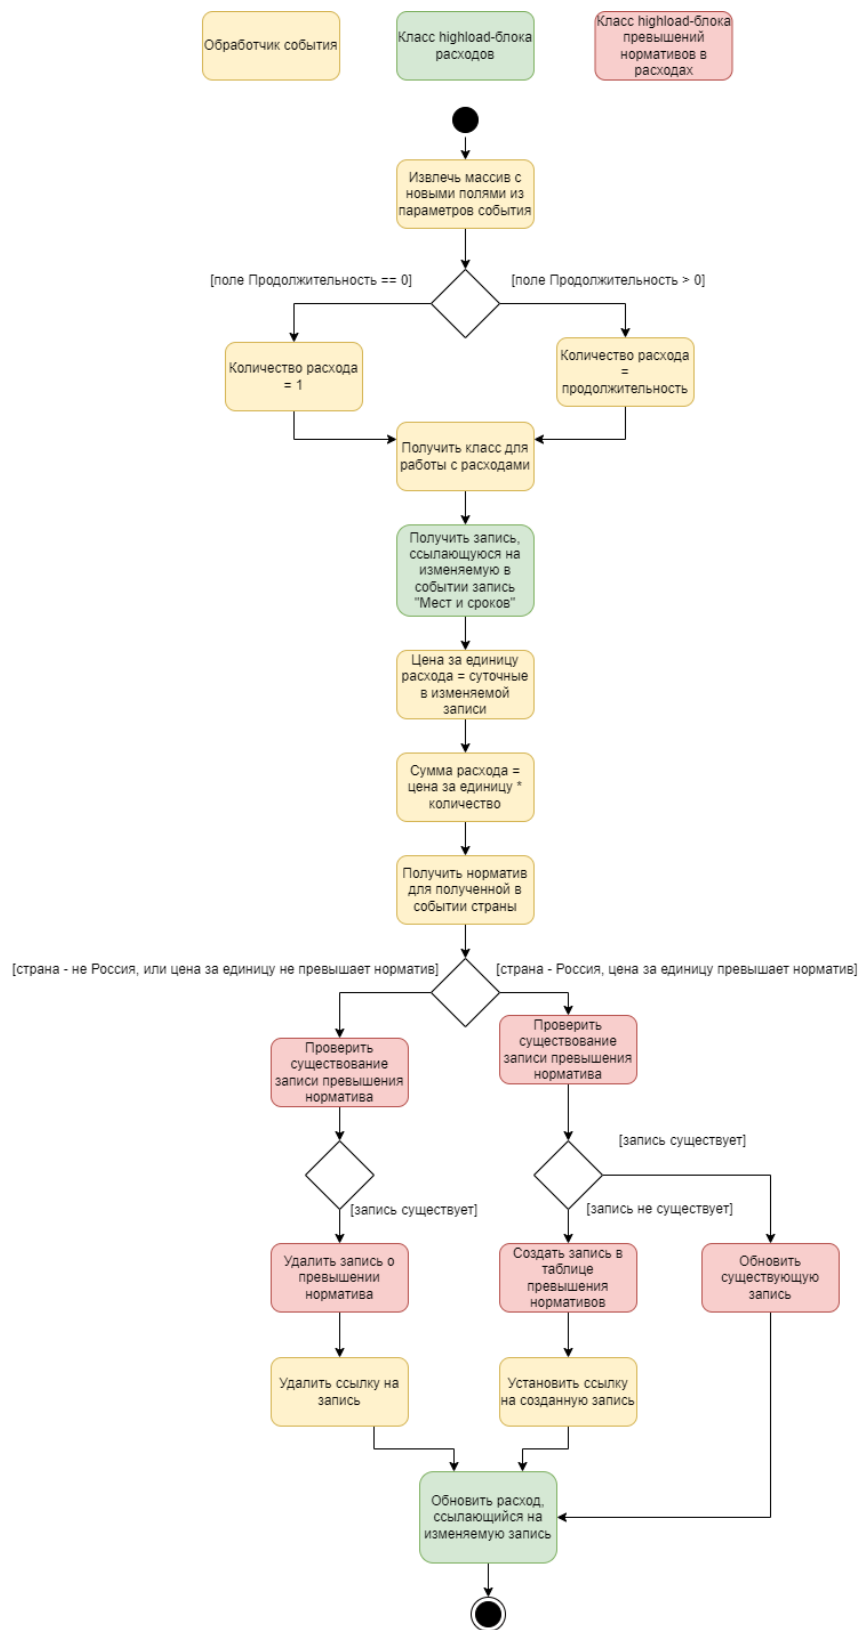 Обработчик события
Класс highload-блока
расходов
Класс highload-блока
превышений
нормативов в
расходах
Извлечь массив с
новыми полями из
параметров события
[поле Продолжительность == 0]
[поле Продолжительность > 0]
Количество расхода
= 1
Количество расхода
=
продолжительность
Получить класс для
работы с расходами
Получить запись,
ссылающуюся на
изменяемую в
событии запись
"Мест и сроков"
Цена за единицу
расхода = суточные
в изменяемой
записи
Сумма расхода =
цена за единицу *
количество
Получить норматив
для полученной в
событии страны
[страна - не Россия, или цена за единицу не превышает норматив]
[страна - Россия, цена за единицу превышает норматив]
Проверить
существование
записи превышения
норматива
Проверить
существование
записи превышения
норматива
[запись существует]
[запись существует]
[запись не существует]
Удалить запись о
превышении
норматива
Создать запись в
таблице
превышения
нормативов
Обновить
существующую
запись
Удалить ссылку на
запись
Установить ссылку
на созданную запись
Обновить расход,
ссылающийся на
изменяемую запись